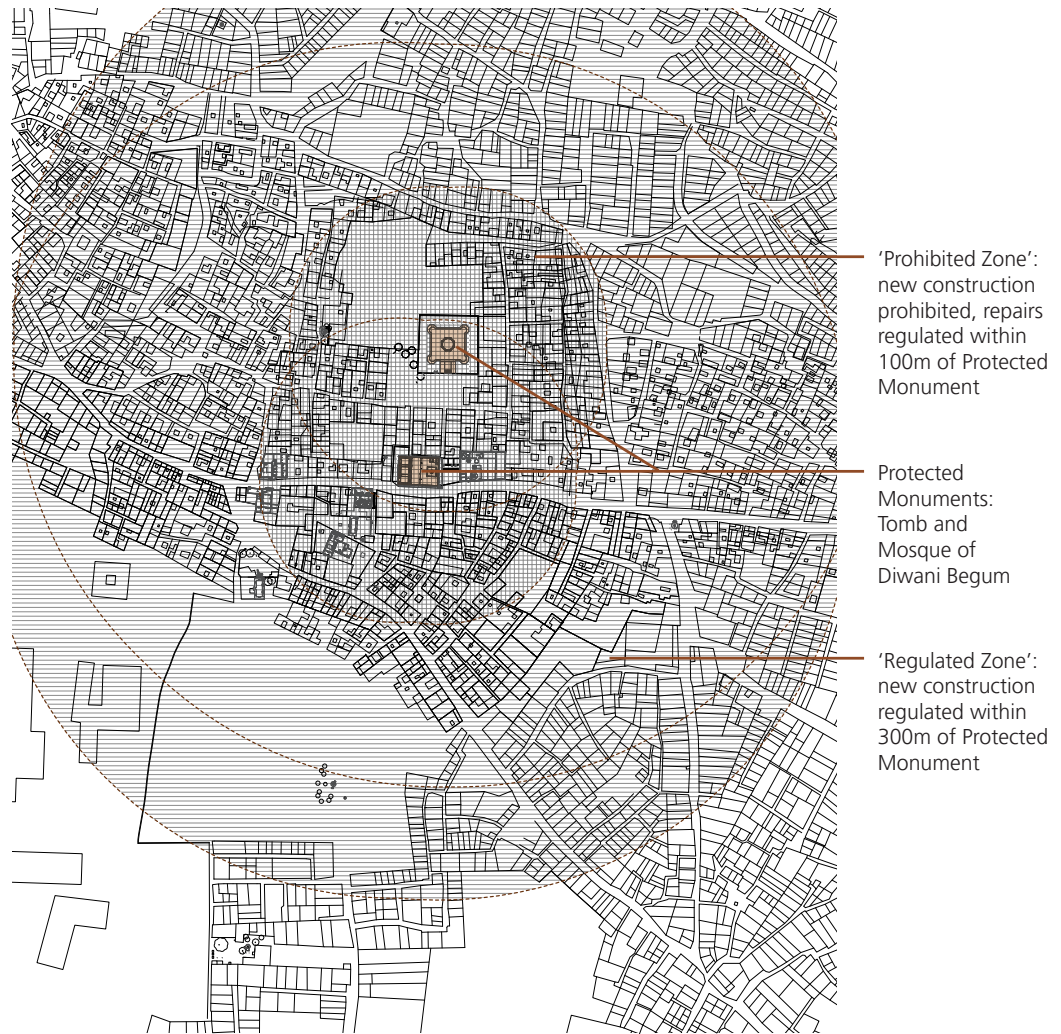 ‘Prohibited Zone’:
new construction
prohibited, repairs
regulated within
100m of Protected
Monument
Protected
Monuments:
Tomb and
Mosque of
Diwani Begum
‘Regulated Zone’:
new construction
regulated within
300m of Protected
Monument